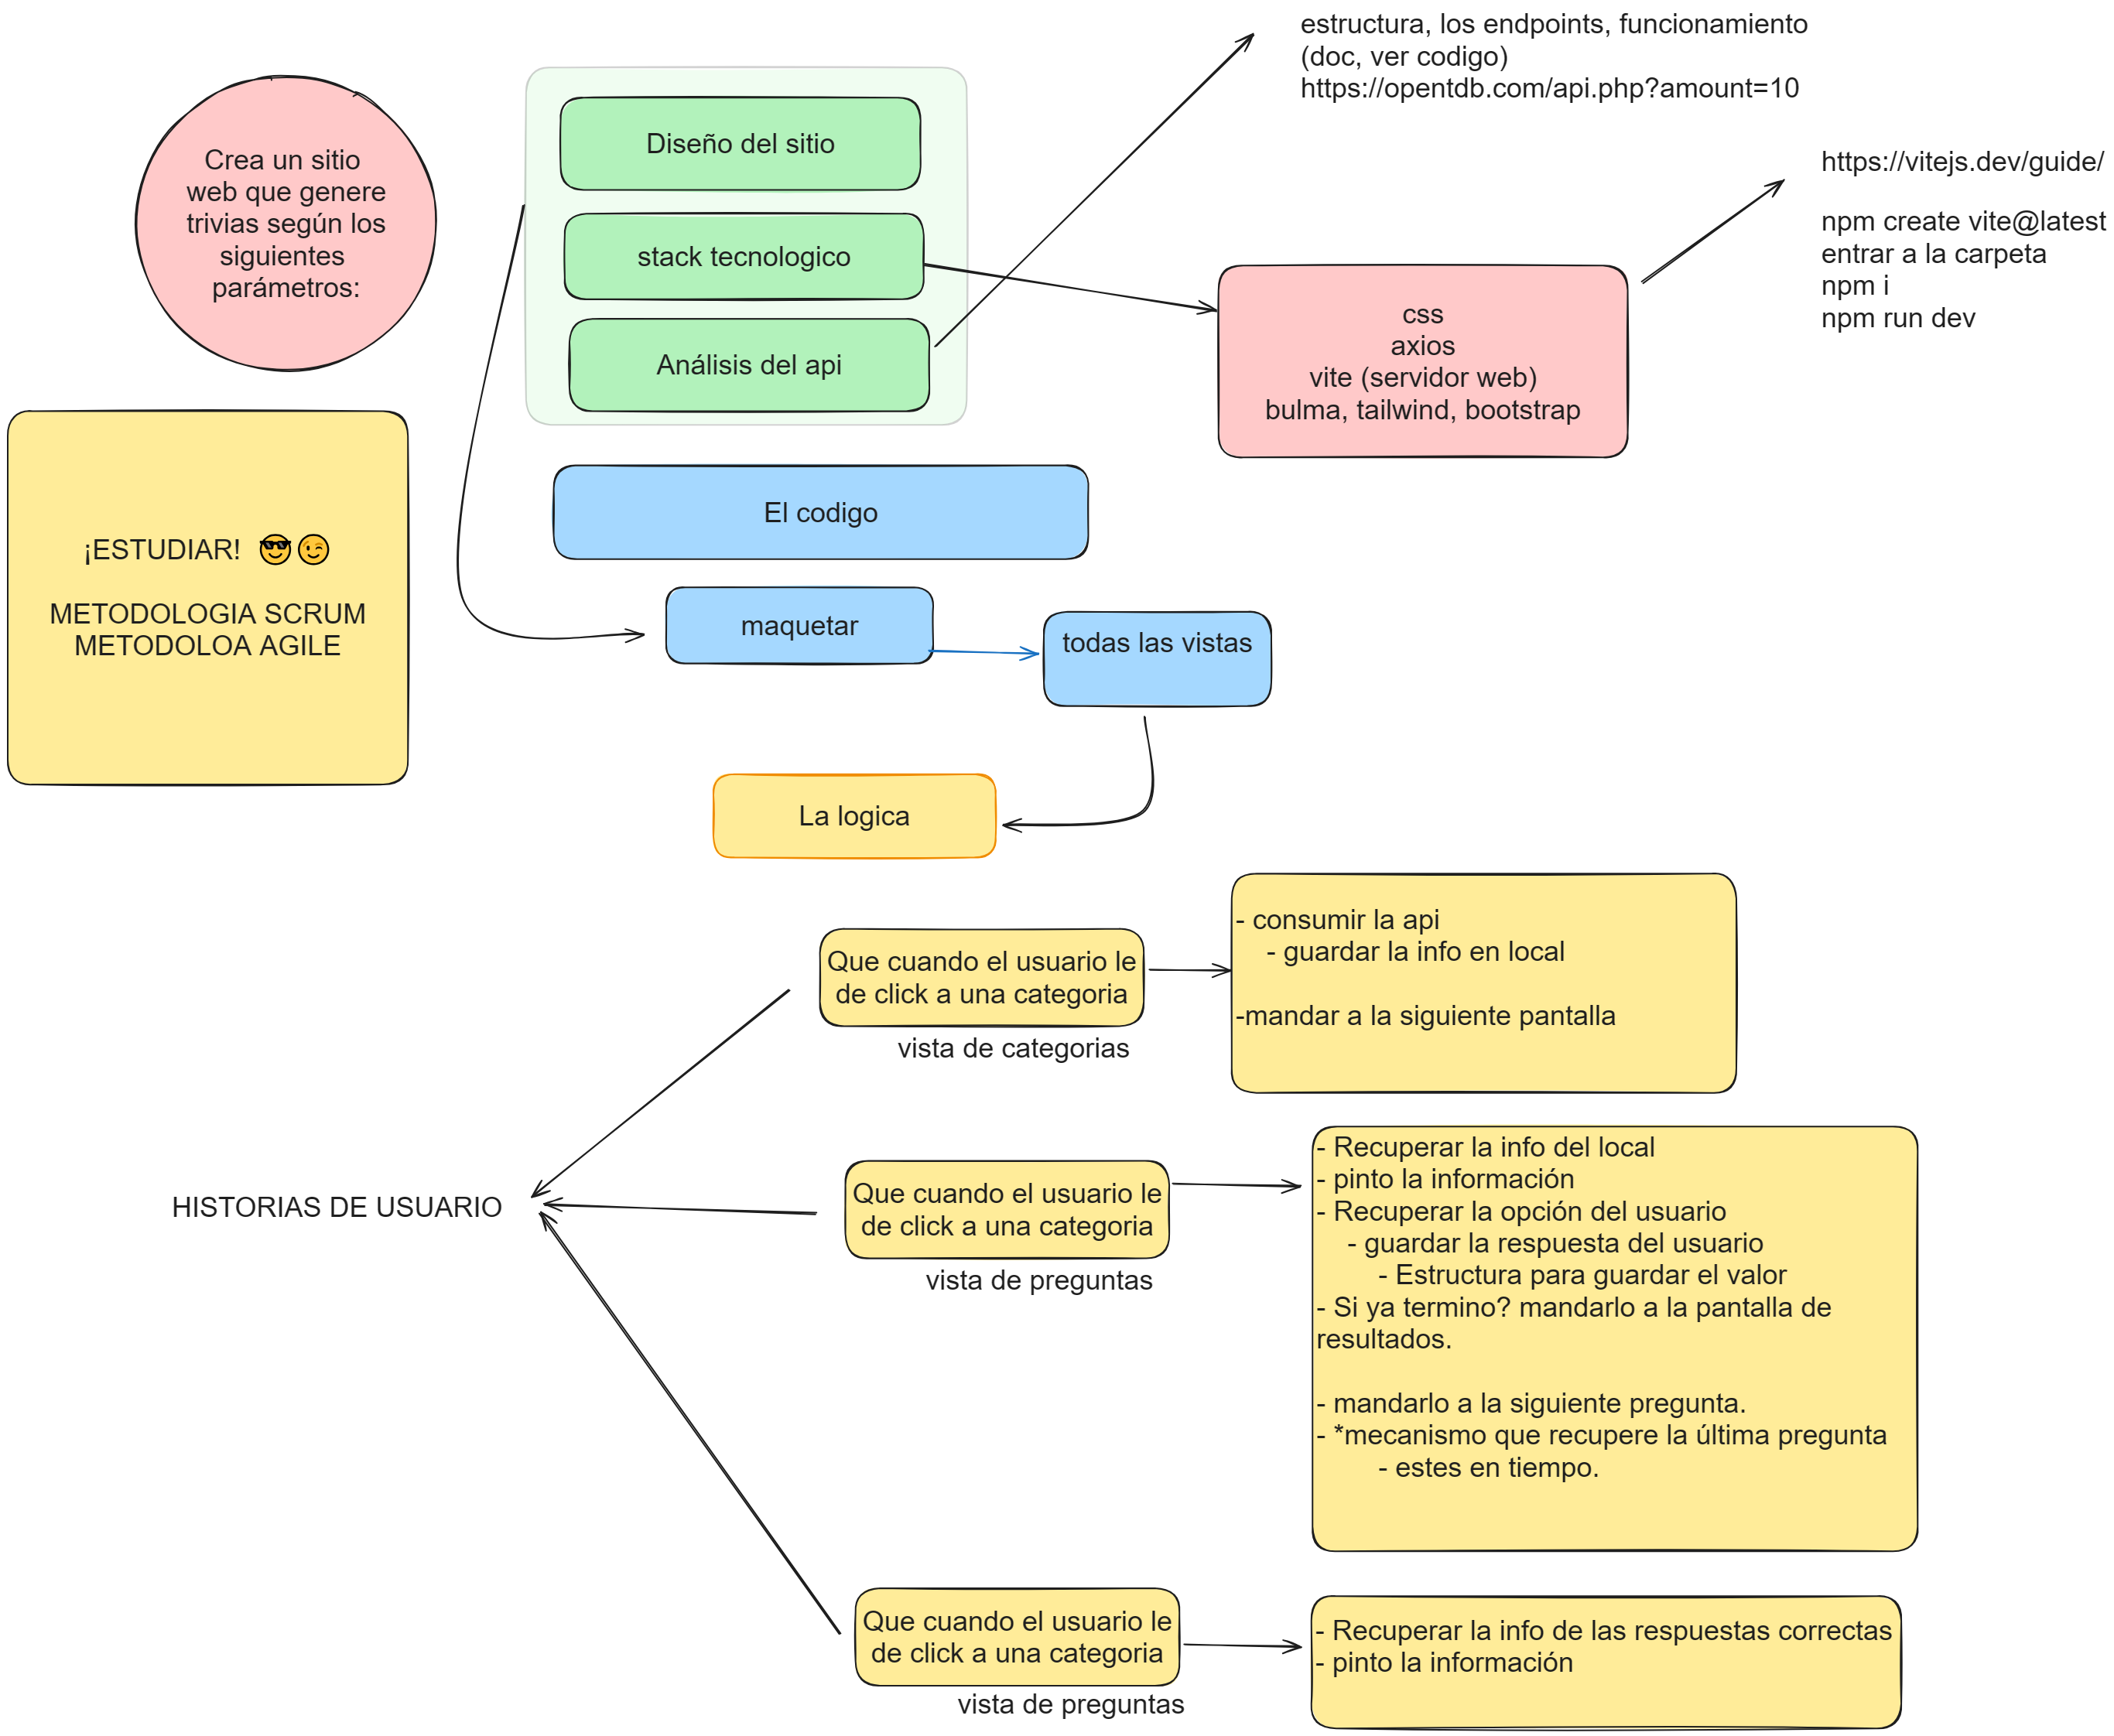 estructura, los endpoints, funcionamiento
(doc, ver codigo)
https://opentdb.com/api.php?amount=10
Crea un sitio
web que genere
trivias según los
siguientes
parámetros:
Diseño del sitio
stack tecnologico
Análisis del api
https://vitejs.dev/guide/
npm create vite@latest
entrar a la carpeta
npm i
npm run dev
css
axios
vite (servidor web)
bulma, tailwind, bootstrap
¡ESTUDIAR! 😎😉
METODOLOGIA SCRUM
METODOLOA AGILE
El codigo
maquetar
todas las vistas
La logica
Que cuando el usuario le
de click a una categoria
vista de categorias
- consumir la api
- guardar la info en local
-mandar a la siguiente pantalla
HISTORIAS DE USUARIO
Que cuando el usuario le
de click a una categoria
vista de preguntas
- Recuperar la info del local
- pinto la información
- Recuperar la opción del usuario
- guardar la respuesta del usuario
- Estructura para guardar el valor
- Si ya termino? mandarlo a la pantalla de
resultados.
- mandarlo a la siguiente pregunta.
- *mecanismo que recupere la última pregunta
- estes en tiempo.
Que cuando el usuario le
de click a una categoria
vista de preguntas
- Recuperar la info de las respuestas correctas
- pinto la información